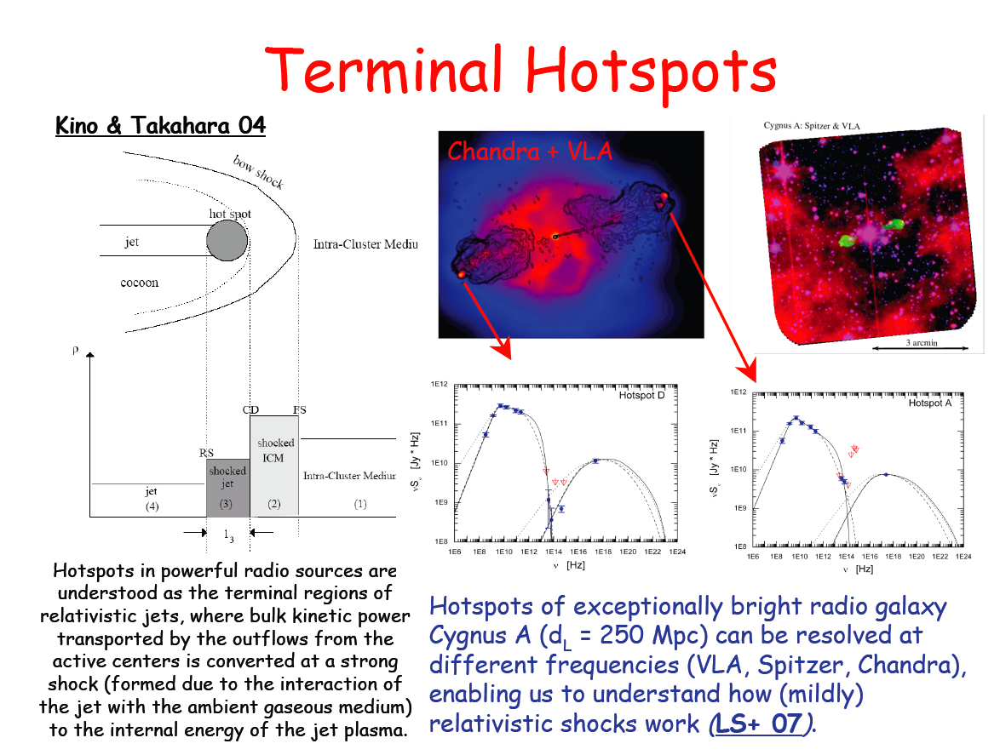 Terminal Hotspots
Kino & Takahara 04
bow shock
hot spot
jet
Intra-Cluster Mediu
cocoon
ρ
CD
FS
RS
shocked
ICM
shocked
jet
Intra-Cluster Mediur
jet
(4)
(3)
(2)
(1)
l3
Hotspots in powerful radio sources are
understood as the terminal regions of
relativistic jets, where bulk kinetic power
transported by the outflows from the
active centers is converted at a strong
shock (formed due to the interaction of
the jet with the ambient gaseous medium)
to the internal energy of the jet plasma.
Chandra + VLA
Cygnus A: Spitzer & VLA
3 arcmin
Hotspot D
1E12
1E11
1E10
1E9
1E8
νSν [Jy * Hz]
1E6 1E8 1E10 1E12 1E14 1E16 1E18 1E20 1E22 1E24
ν [Hz]
Hotspot A
1E12
1E11
1E10
1E9
1E8
νSν [Jy * Hz]
1E6 1E8 1E10 1E12 1E14 1E16 1E18 1E20 1E22 1E24
ν [Hz]
Hotspots of exceptionally bright radio galaxy
Cygnus A (dL = 250 Mpc) can be resolved at
different frequencies (VLA, Spitzer, Chandra),
enabling us to understand how (mildly)
relativistic shocks work (LS+ 07).